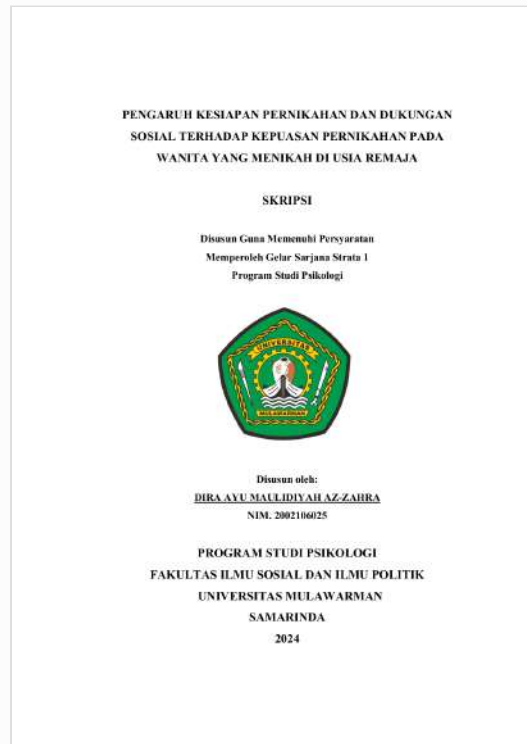 PENGARUH KESIAPAN PERNIKAHAN DAN DUKUNGAN
SOSIAL TERHADAP KEPUASAN PERNIKAHAN PADA
WANITA YANG MENIKAH DI USIA REMAJA
SKRIPSI
Disusun Guna Memenuhi Persyaratan
Memperoleh Gelar Sarjana Strata 1
Program Studi Psikologi
UNIVERSITAS
MULAWARMAN
Disusun oleh:
DIRA AYU MAULIDIYAH AZ-ZAHRA
NIM. 2002106025
PROGRAM STUDI PSIKOLOGI
FAKULTAS ILMU SOSIAL DAN ILMU POLITIK
UNIVERSITAS MULAWARMAN
SAMARINDA
2024